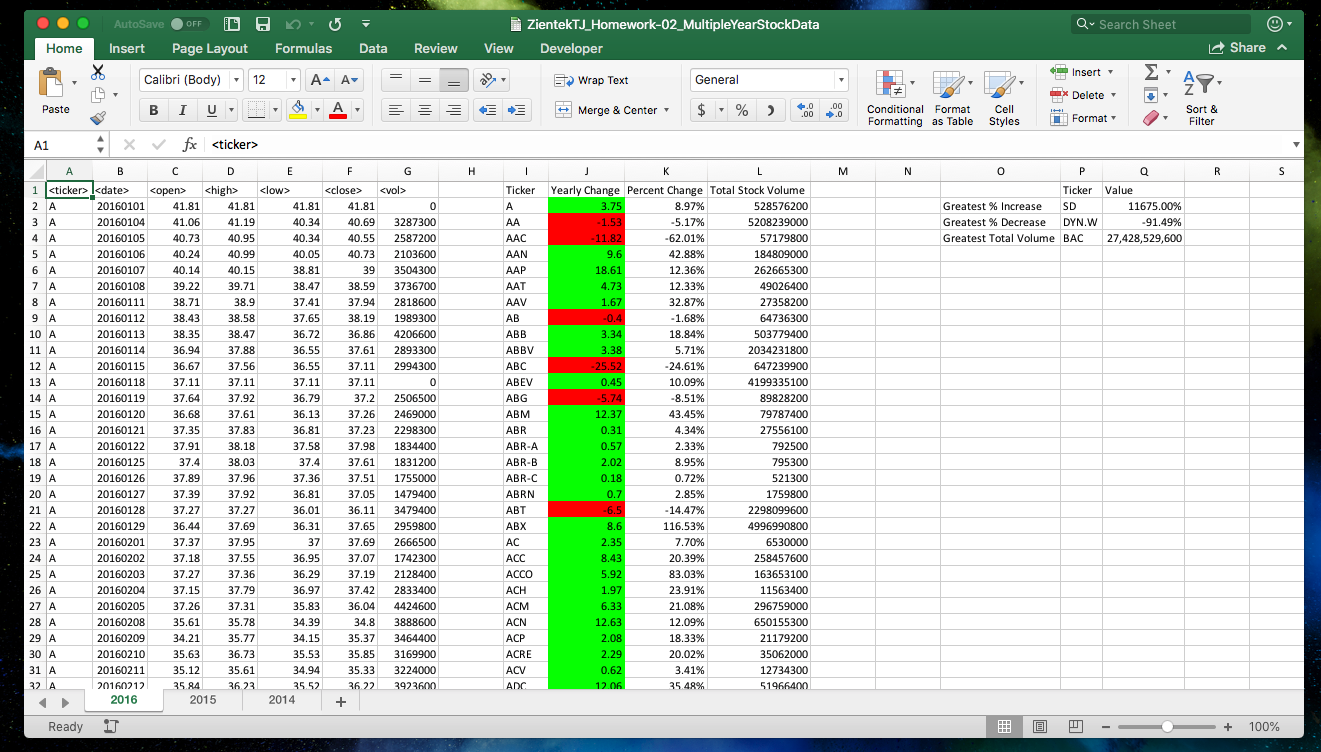 AutoSave OFF ZientekTJ_Homework-02_MultipleYearStockData Search Sheet
Home Insert Page Layout Formulas Data Review View Developer Share
Paste Calibri (Body) 12 A A Wrap Text General Insert
B I U A Merge & Center $ % Conditional Formatting Format as Table Cell Styles Delete Format Sort & Filter
A1 fx <ticker>
A B C D E F G H I J K L M N O P Q R S
1 <ticker> <date> <open> <high> <low> <close> <vol> Ticker Yearly Change Percent Change Total Stock Volume Ticker Value
2 A 20160101 41.81 41.81 41.81 41.81 0 A 3.75 8.97% 528576200 Greatest % Increase SD 11675.00%
3 A 20160104 41.06 41.19 40.34 40.69 3287300 AA -1.53 -5.17% 5208239000 Greatest % Decrease DYN.W -91.49%
4 A 20160105 40.73 40.95 40.34 40.55 2587200 AAC -11.82 -62.01% 57179800 Greatest Total Volume BAC 27,428,529,600
5 A 20160106 40.24 40.99 40.05 40.73 2103600 AAN 9.6 42.88% 184809000
6 A 20160107 40.14 40.15 38.81 39 3504300 AAP 18.61 12.36% 262665300
7 A 20160108 39.22 39.71 38.47 38.59 3736700 AAT 4.73 12.33% 49026400
8 A 20160111 38.71 38.9 37.41 37.94 2818600 AAV 1.67 32.87% 27358200
9 A 20160112 38.43 38.58 37.65 38.19 1989300 AB -0.4 -1.68% 64736300
10 A 20160113 38.35 38.47 36.72 36.86 4206600 ABB 3.34 18.84% 503779400
11 A 20160114 36.94 37.88 36.55 37.61 2893300 ABBV 3.38 5.71% 2034231800
12 A 20160115 36.67 37.56 36.55 37.11 2994300 ABC -25.52 -24.61% 647239900
13 A 20160118 37.11 37.11 37.11 37.11 0 ABEV 0.45 10.09% 4199335100
14 A 20160119 37.64 37.92 36.79 37.2 2506500 ABG -5.74 -8.51% 89828200
15 A 20160120 36.68 37.61 36.13 37.26 2469000 ABM 12.37 43.45% 79787400
16 A 20160121 37.35 37.83 36.81 37.23 2298300 ABR 0.31 4.34% 27556100
17 A 20160122 37.91 38.18 37.58 37.98 1834400 ABR-A 0.57 2.33% 792500
18 A 20160125 37.4 38.03 37.4 37.61 1831200 ABR-B 2.02 8.95% 795300
19 A 20160126 37.89 37.96 37.36 37.51 1755000 ABR-C 0.18 0.72% 521300
20 A 20160127 37.39 37.92 36.81 37.05 1479400 ABRN 0.7 2.85% 1759800
21 A 20160128 37.27 37.27 36.01 36.11 3479400 ABT -6.5 -14.47% 2298099600
22 A 20160129 36.44 37.69 36.31 37.65 2959800 ABX 8.6 116.53% 4996990800
23 A 20160201 37.37 37.95 37 37.69 2666500 AC 2.35 7.70% 6530000
24 A 20160202 37.18 37.55 36.95 37.07 1742300 ACC 8.43 20.39% 258457600
25 A 20160203 37.27 37.36 36.29 37.19 2128400 ACCO 5.92 83.03% 163653100
26 A 20160204 37.15 37.79 36.97 37.42 2833400 ACH 1.97 23.91% 11563400
27 A 20160205 37.26 37.31 35.83 36.04 4424600 ACM 6.33 21.08% 296759000
28 A 20160208 35.61 35.78 34.39 34.8 3888600 ACN 12.63 12.09% 650155300
29 A 20160209 34.21 35.77 34.15 35.37 3464400 ACP 2.08 18.33% 21179200
30 A 20160210 35.63 36.73 35.53 35.85 3169900 ACRE 2.29 20.02% 35062000
31 A 20160211 35.12 35.61 34.94 35.33 3224000 ACV 0.62 3.41% 12734300
32 A 20160212 35.84 36.23 35.52 36.22 3923600 ADC 12.06 35.48% 51966400
2016 2015 2014 +
Ready 100%